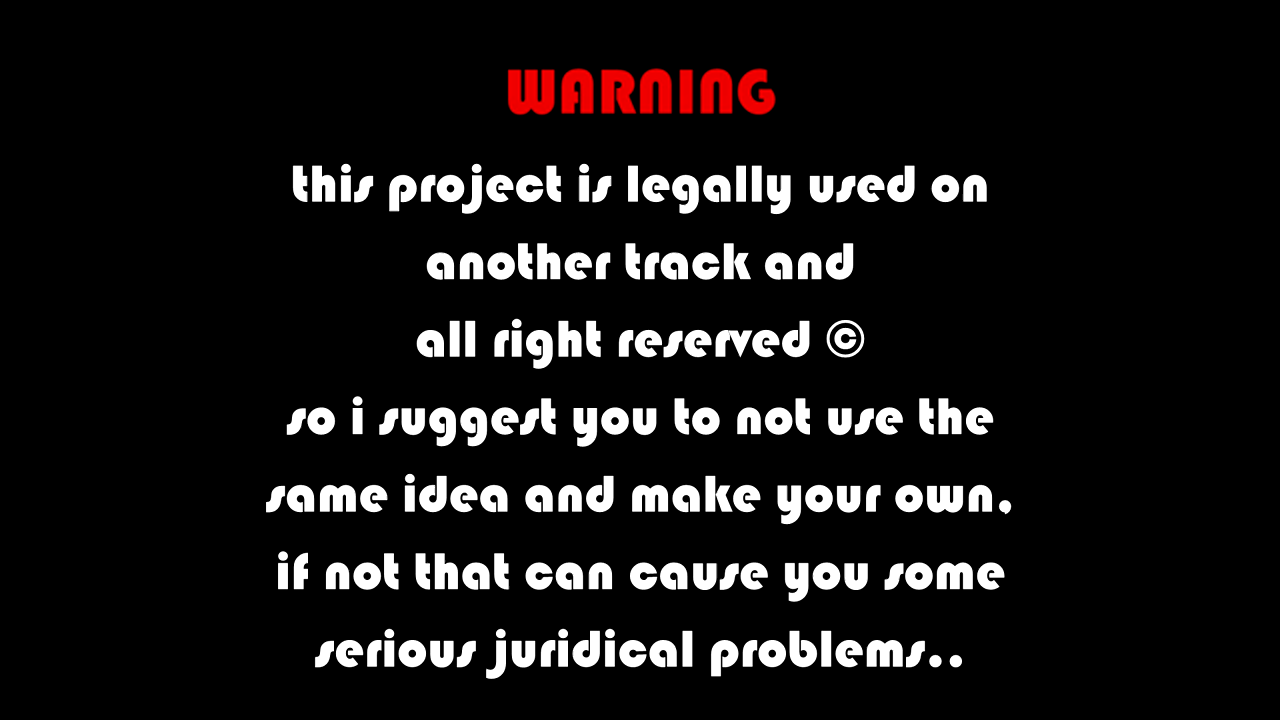 WARNING
this project is legally used on
another track and
all right reserved ©
so i suggest you to not use the
same idea and make your own,
if not that can cause you some
serious juridical problems..